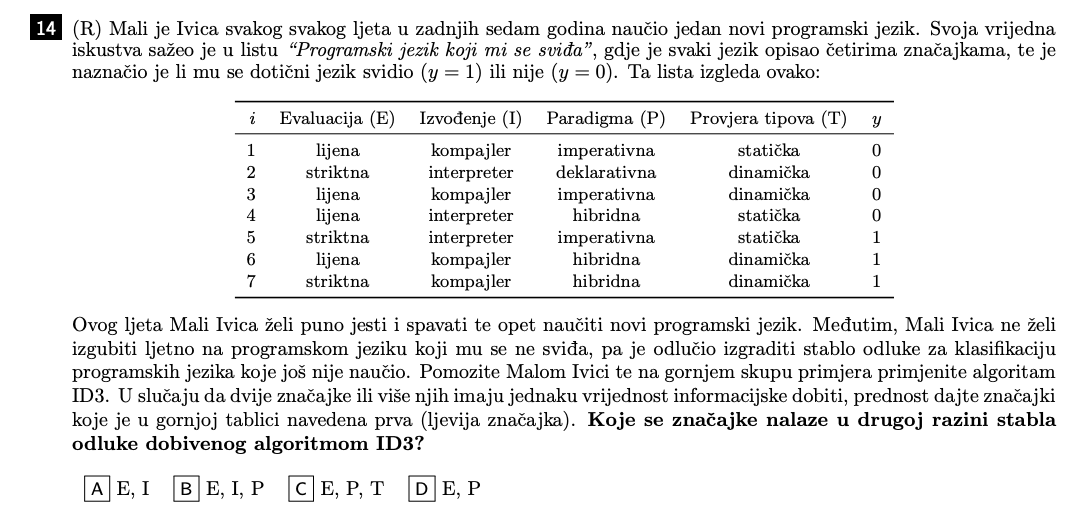 14 (R) Mali je Ivica svakog svakog ljeta u zadnjih sedam godina naučio jedan novi programski jezik. Svoja vrijedna
iskustva sažeo je u listu “Programski jezik koji mi se sviđa”, gdje je svaki jezik opisao četirima značajkama, te je
naznačio je li mu se dotični jezik svidio (y = 1) ili nije (y = 0). Ta lista izgleda ovako:
i Evaluacija (E) Izvođenje (I) Paradigma (P) Provjera tipova (T) y
1 lijena kompajler imperativna statička 0
2 striktna interpreter deklarativna dinamička 0
3 lijena kompajler imperativna dinamička 0
4 lijena interpreter hibridna statička 0
5 striktna interpreter imperativna statička 1
6 lijena kompajler hibridna dinamička 1
7 striktna kompajler hibridna dinamička 1
Ovog ljeta Mali Ivica želi puno jesti i spavati te opet naučiti novi programski jezik. Međutim, Mali Ivica ne želi
izgubiti ljetno na programskom jeziku koji mu se ne sviđa, pa je odlučio izgraditi stablo odluke za klasifikaciju
programskih jezika koje još nije naučio. Pomozite Malom Ivici te na gornjem skupu primjera primjenite algoritam
ID3. U slučaju da dvije značajke ili više njih imaju jednaku vrijednost informacijske dobiti, prednost dajte značajki
koje je u gornjoj tablici navedena prva (ljevija značajka). Koje se značajke nalaze u drugoj razini stabla
odluke dobivenog algoritmom ID3?
A E, I B E, I, P C E, P, T D E, P